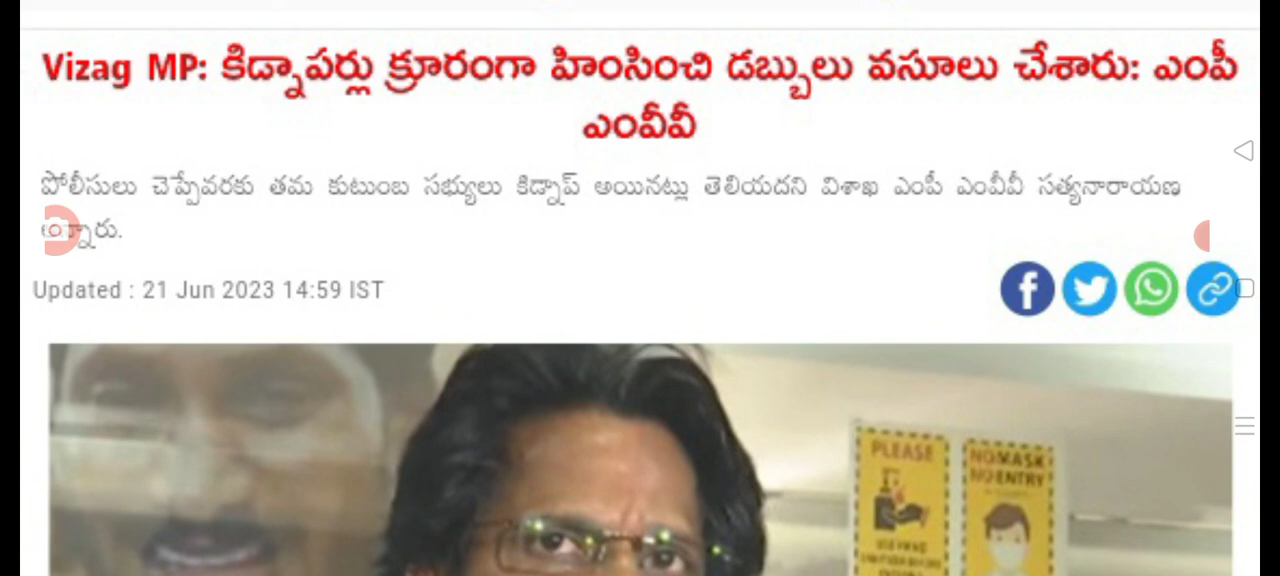 Vizag MP: కిడ్నాపర్లు క్రూరంగా హింసించి డబ్బులు వసూలు చేశారు: ఎంపీ
ఎంవీవీ
పోలీసులు చెప్పేవరకు తమ కుటుంబ సభ్యులు కిడ్నాప్ అయినట్లు తెలియదని విశాఖ ఎంపీ ఎంవీవీ సత్యనారాయణ
అన్నారు.
Updated : 21 Jun 2023 14:59 IST
PLEASE
NO MASK
NO ENTRY